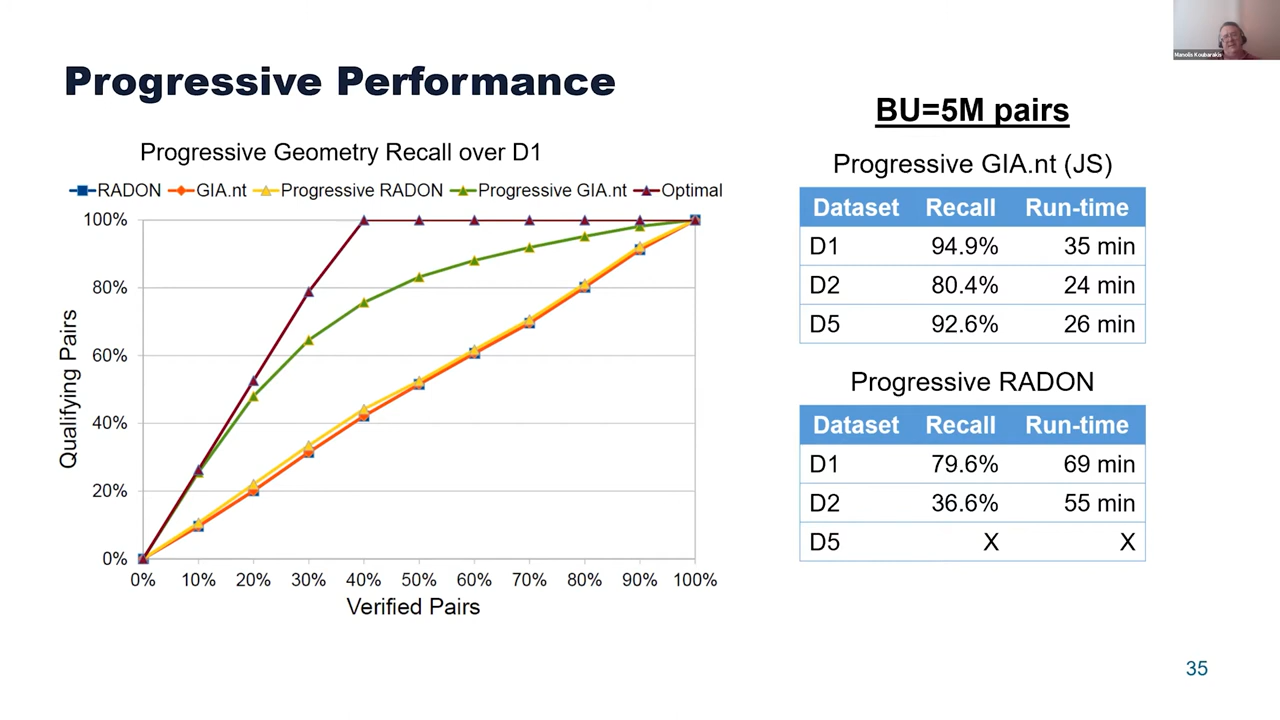 Manolis Koubarakis
Progressive Performance
Progressive Geometry Recall over D1
RADON GIA.nt Progressive RADON Progressive GIA.nt Optimal
100%
80%
60%
40%
20%
0%
Qualifying Pairs
0% 10% 20% 30% 40% 50% 60% 70% 80% 90% 100%
Verified Pairs
BU=5M pairs
Progressive GIA.nt (JS)
Dataset Recall Run-time
D1 94.9% 35 min
D2 80.4% 24 min
D5 92.6% 26 min
Progressive RADON
Dataset Recall Run-time
D1 79.6% 69 min
D2 36.6% 55 min
D5 X X
35